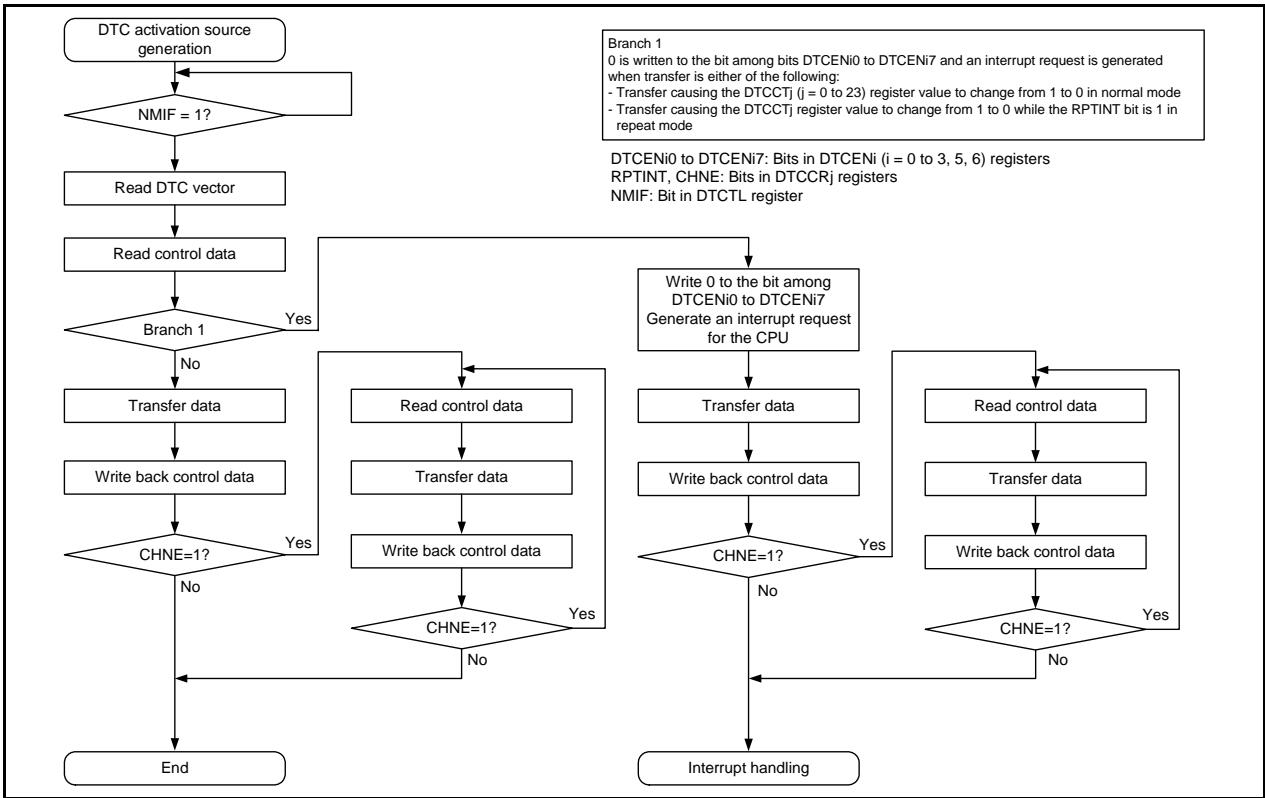 DTC activation source
generation
NMIF = 1?
Read DTC vector
Read control data
Branch 1
Yes
No
Transfer data
Write back control data
CHNE=1?
Yes
No
End
Read control data
Transfer data
Write back control data
CHNE=1?
Yes
No
Branch 1
0 is written to the bit among bits DTCENi0 to DTCENi7 and an interrupt request is generated
when transfer is either of the following:
- Transfer causing the DTCCTj (j = 0 to 23) register value to change from 1 to 0 in normal mode
- Transfer causing the DTCCTj register value to change from 1 to 0 while the RPTINT bit is 1 in
repeat mode
DTCENi0 to DTCENi7: Bits in DTCENi (i = 0 to 3, 5, 6) registers
RPTINT, CHNE: Bits in DTCCRj registers
NMIF: Bit in DTCTL register
Write 0 to the bit among
DTCENi0 to DTCENi7
Generate an interrupt request
for the CPU
Transfer data
Write back control data
CHNE=1?
Yes
No
Interrupt handling
Read control data
Transfer data
Write back control data
CHNE=1?
Yes
No